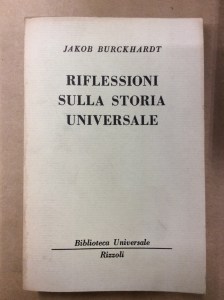 JAKOB BURCKHARDT
RIFLESSIONI
SULLA STORIA
UNIVERSALE
Biblioteca Universale
Rizzoli